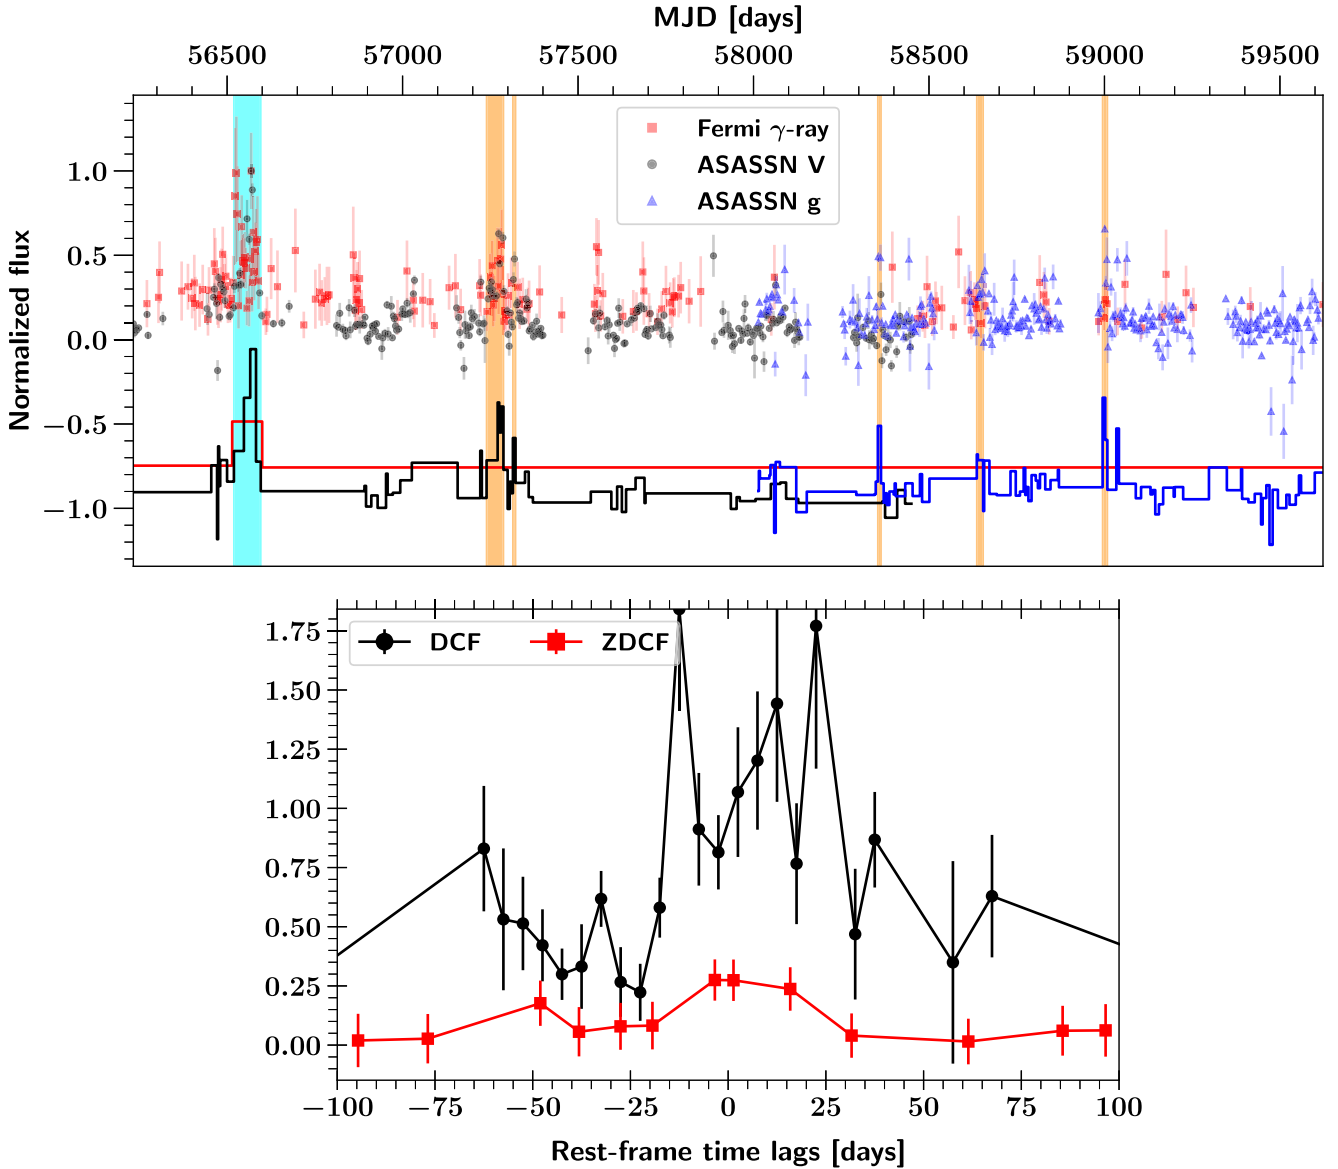 MJD [days]
56500 57000 57500 58000 58500 59000 59500
Fermi γ-ray
ASASSN V
ASASSN g
Normalized flux
1.0
0.5
0.0
−0.5
−1.0
DCF ZDCF
1.75
1.50
1.25
1.00
0.75
0.50
0.25
0.00
−100 −75 −50 −25 0 25 50 75 100
Rest-frame time lags [days]